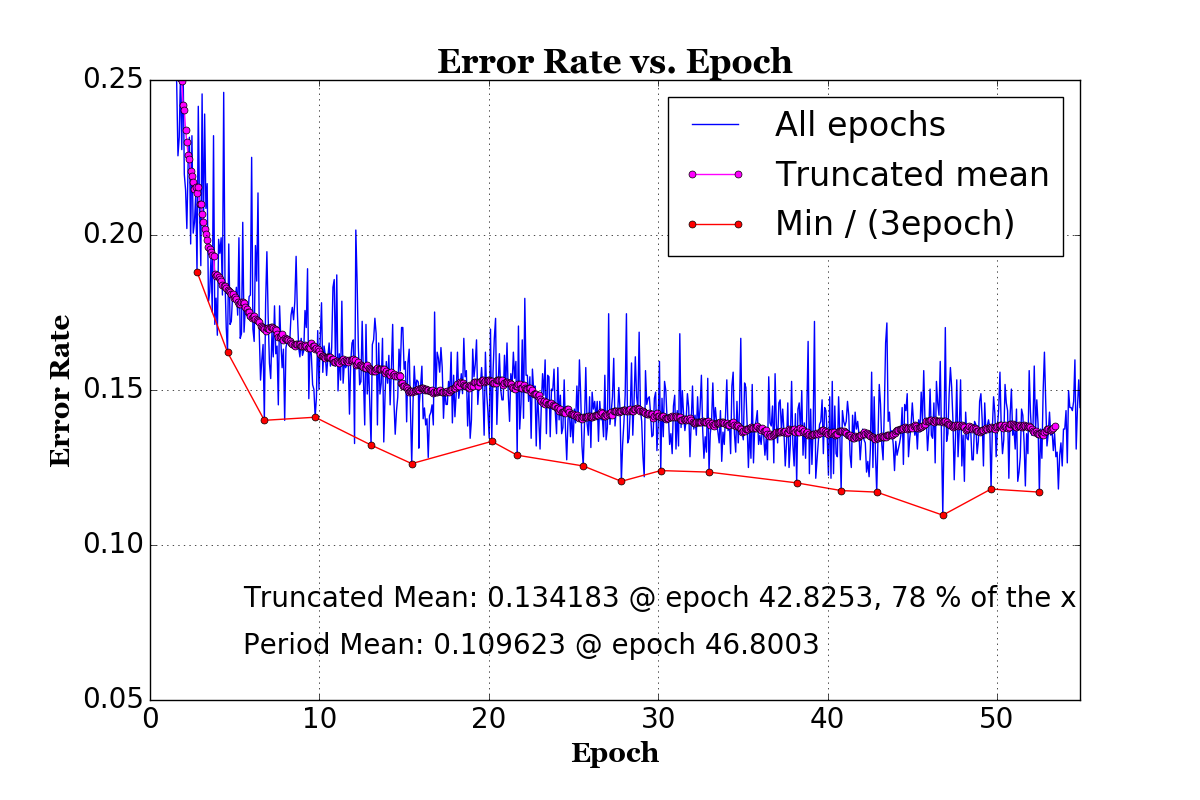 Error Rate vs. Epoch
0.25
0.20
0.15
0.10
0.05
Error Rate
All epochs
Truncated mean
Min / (3epoch)
Truncated Mean: 0.134183 @ epoch 42.8253, 78 % of the x
Period Mean: 0.109623 @ epoch 46.8003
0 10 20 30 40 50
Epoch